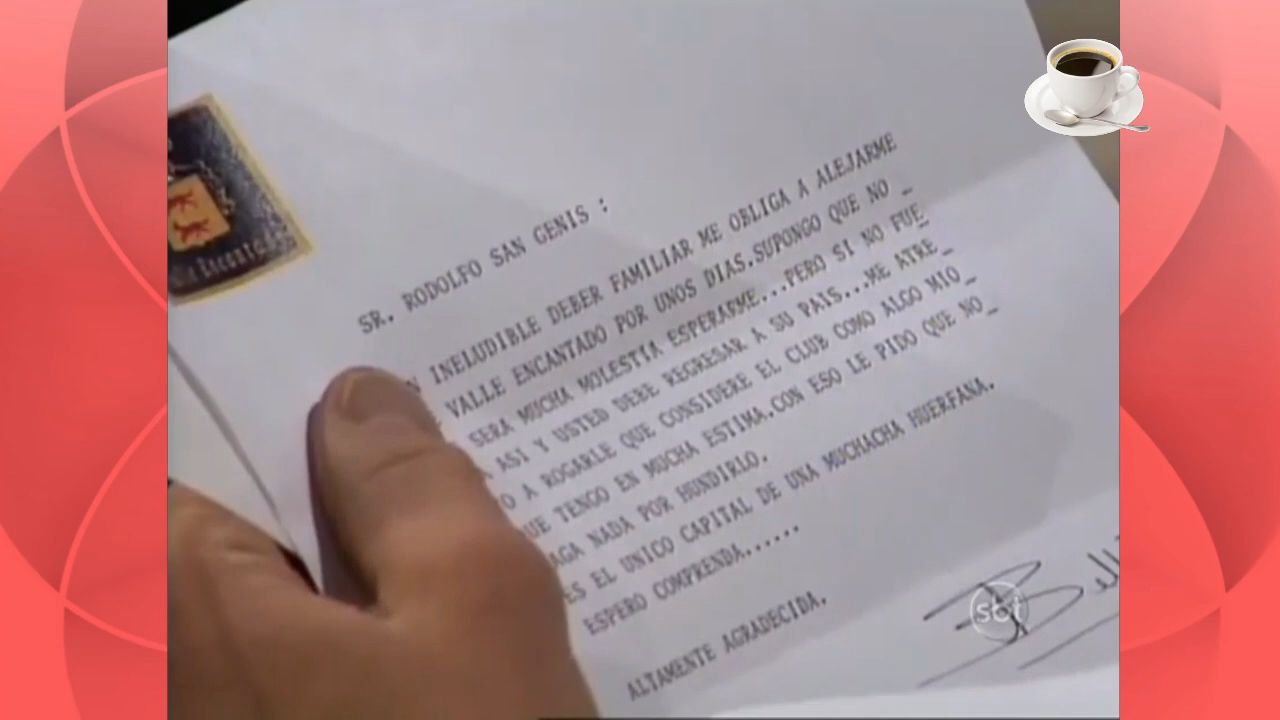 SR. RODOLFO SAN GENIS :
INELUDIBLE DEBER FAMILIAR ME OBLIGA A ALEJARME
VALLE ENCANTADO POR UNOS DIAS.SUPONGO QUE NO _
SERA MUCHA MOLESTIA ESPERARME...PERO SI NO FUE_
ASI Y USTED DEBE REGRESAR A SU PAIS...ME ATRE_
O A ROGARLE QUE CONSIDERE EL CLUB COMO ALGO MIO_
QUE TENGO EN MUCHA ESTIMA.CON ESO LE PIDO QUE NO_
AGA NADA POR HUNDIRLO.
ES EL UNICO CAPITAL DE UNA MUCHACHA HUERFANA.
ESPERO COMPRENDA......
ALTAMENTE AGRADECIDA.
sbt